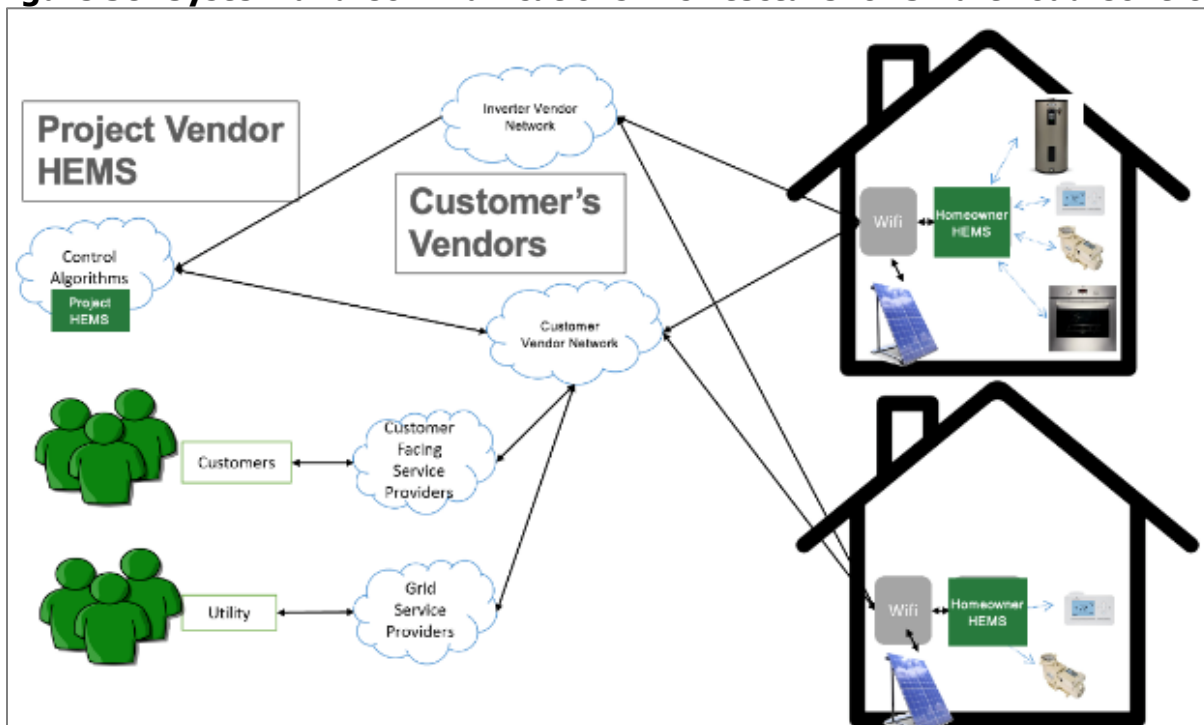 Inverter Vendor
Network
Project Vendor
HEMS
Customer's
Vendors
Control
Algorithms
Project
HEMS
Customer
Vendor Network
Wifi
Homeowner
HEMS
Customers
Customer
Facing
Service
Providers
Utility
Grid
Service
Providers
Wifi
Homeowner
HEMS